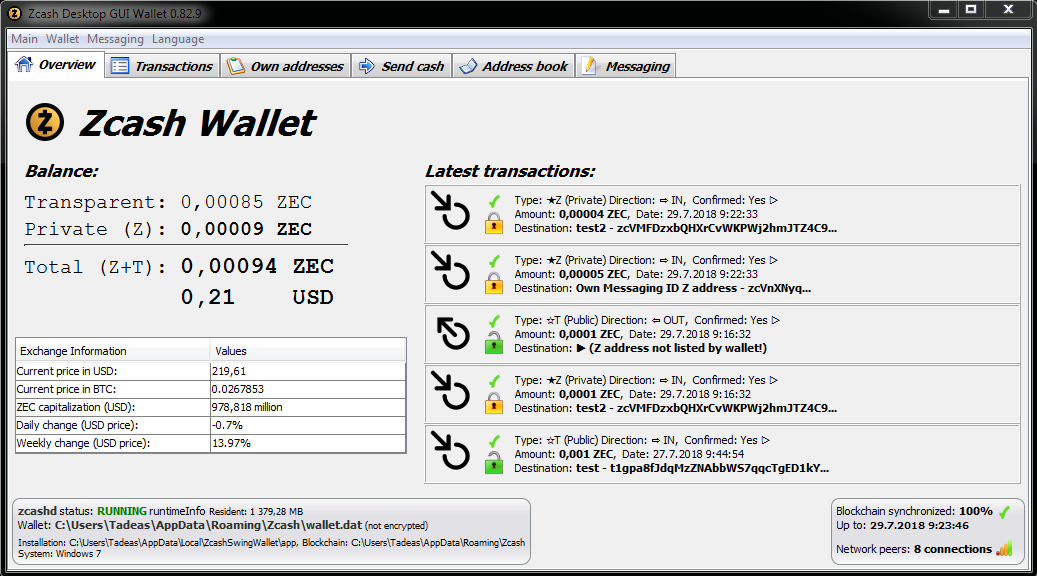 Zcash Desktop GUI Wallet 0.82.9
Main Wallet Messaging Language
Overview Transactions Own addresses Send cash Address book Messaging
Zcash Wallet
Balance:
Transparent: 0,00085 ZEC
Private (Z): 0,00009 ZEC
Total (Z+T): 0,00094 ZEC
0,21 USD
Exchange Information Values
Current price in USD: 219,61
Current price in BTC: 0.0267853
ZEC capitalization (USD): 978,818 million
Daily change (USD price): -0.7%
Weekly change (USD price): 13.97%
Latest transactions:
Type: ★Z (Private) Direction: ⇨ IN, Confirmed: Yes ▷
Amount: 0,00004 ZEC, Date: 29.7.2018 9:22:33
Destination: test2 - zcVMFDzxbQHXrCvWKPWj2hmJTZ4C9...
Type: ★Z (Private) Direction: ⇨ IN, Confirmed: Yes ▷
Amount: 0,00005 ZEC, Date: 29.7.2018 9:22:33
Destination: Own Messaging ID Z address - zcVnXNyq...
Type: ☆T (Public) Direction: ⇦ OUT, Confirmed: Yes ▷
Amount: 0,0001 ZEC, Date: 29.7.2018 9:16:32
Destination: ▶ (Z address not listed by wallet!)
Type: ★Z (Private) Direction: ⇨ IN, Confirmed: Yes ▷
Amount: 0,0001 ZEC, Date: 29.7.2018 9:16:32
Destination: test2 - zcVMFDzxbQHXrCvWKPWj2hmJTZ4C9...
Type: ☆T (Public) Direction: ⇨ IN, Confirmed: Yes ▷
Amount: 0,001 ZEC, Date: 27.7.2018 9:44:54
Destination: test - t1gpa8fJdqMzZNAbbWS7qqcTgED1kY...
zcashd status: RUNNING runtimeInfo Resident: 1 379,28 MB
Wallet: C:\Users\Tadeas\AppData\Roaming\Zcash\wallet.dat (not encrypted)
Installation: C:\Users\Tadeas\AppData\Local\ZcashSwingWallet\app, Blockchain: C:\Users\Tadeas\AppData\Roaming\Zcash
System: Windows 7
Blockchain synchronized: 100%
Up to: 29.7.2018 9:23:46
Network peers: 8 connections